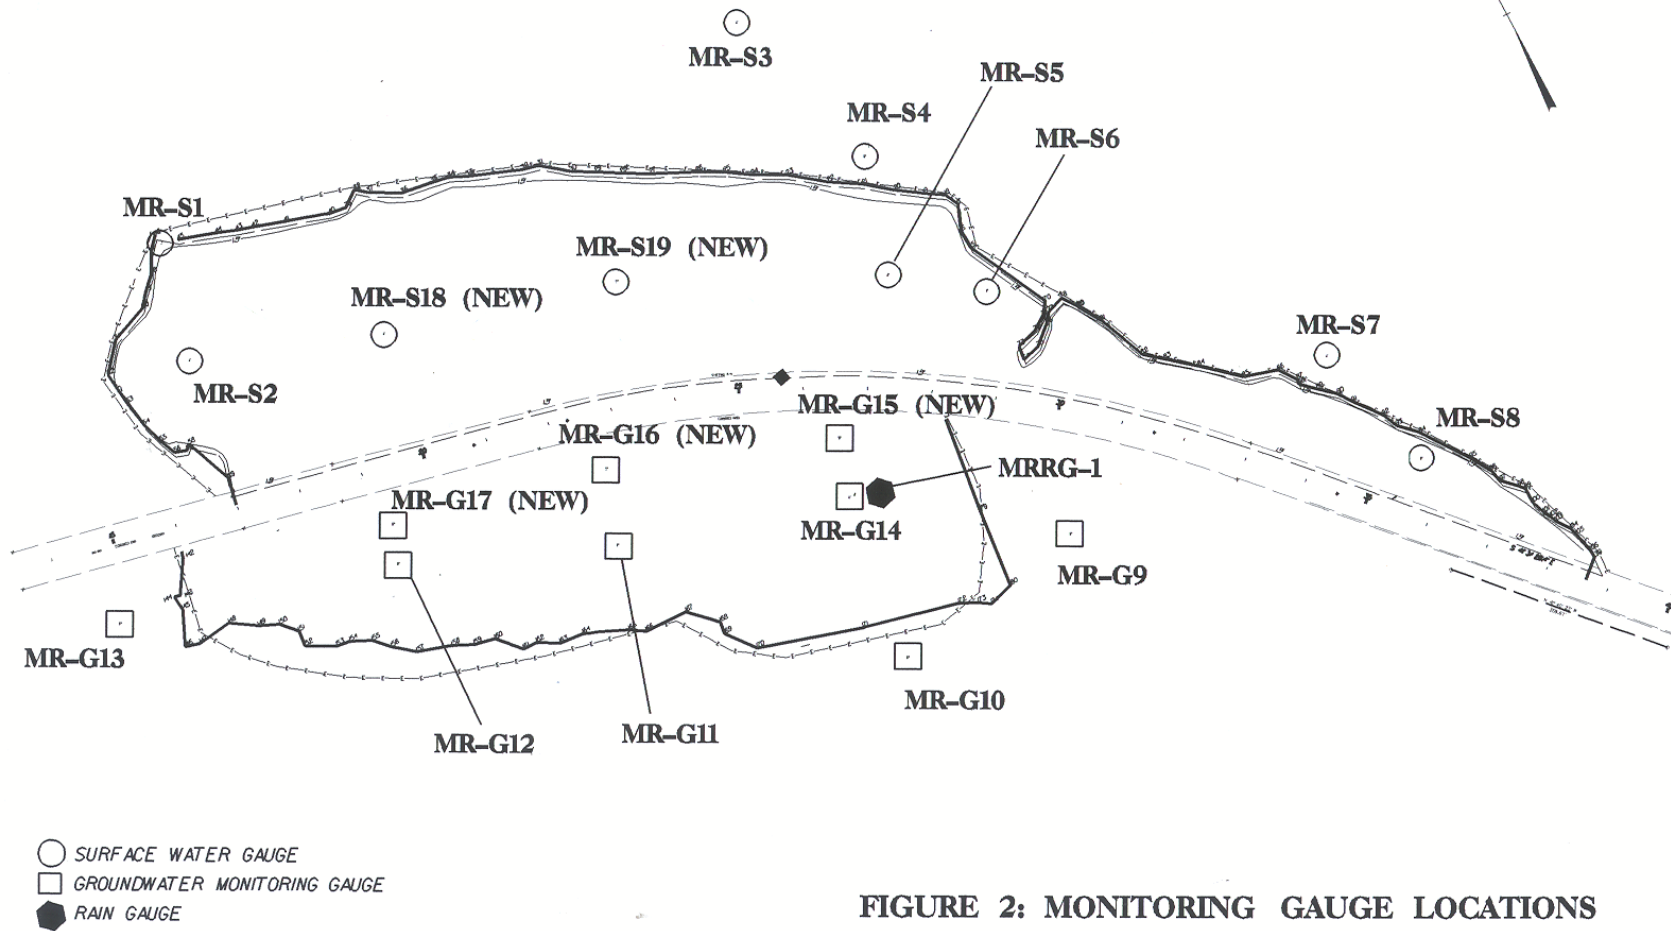 MR-S3
MR-S5
MR-S4
MR-S6
MR-S1
MR-S19 (NEW)
MR-S18 (NEW)
MR-S7
MR-S2
MR-G15 (NEW)
MR-S8
MR-G16 (NEW)
MRRG-1
MR-G17 (NEW)
MR-G14
MR-G9
MR-G13
MR-G10
MR-G12
MR-G11
SURFACE WATER GAUGE
GROUNDWATER MONITORING GAUGE
RAIN GAUGE
FIGURE 2: MONITORING GAUGE LOCATIONS